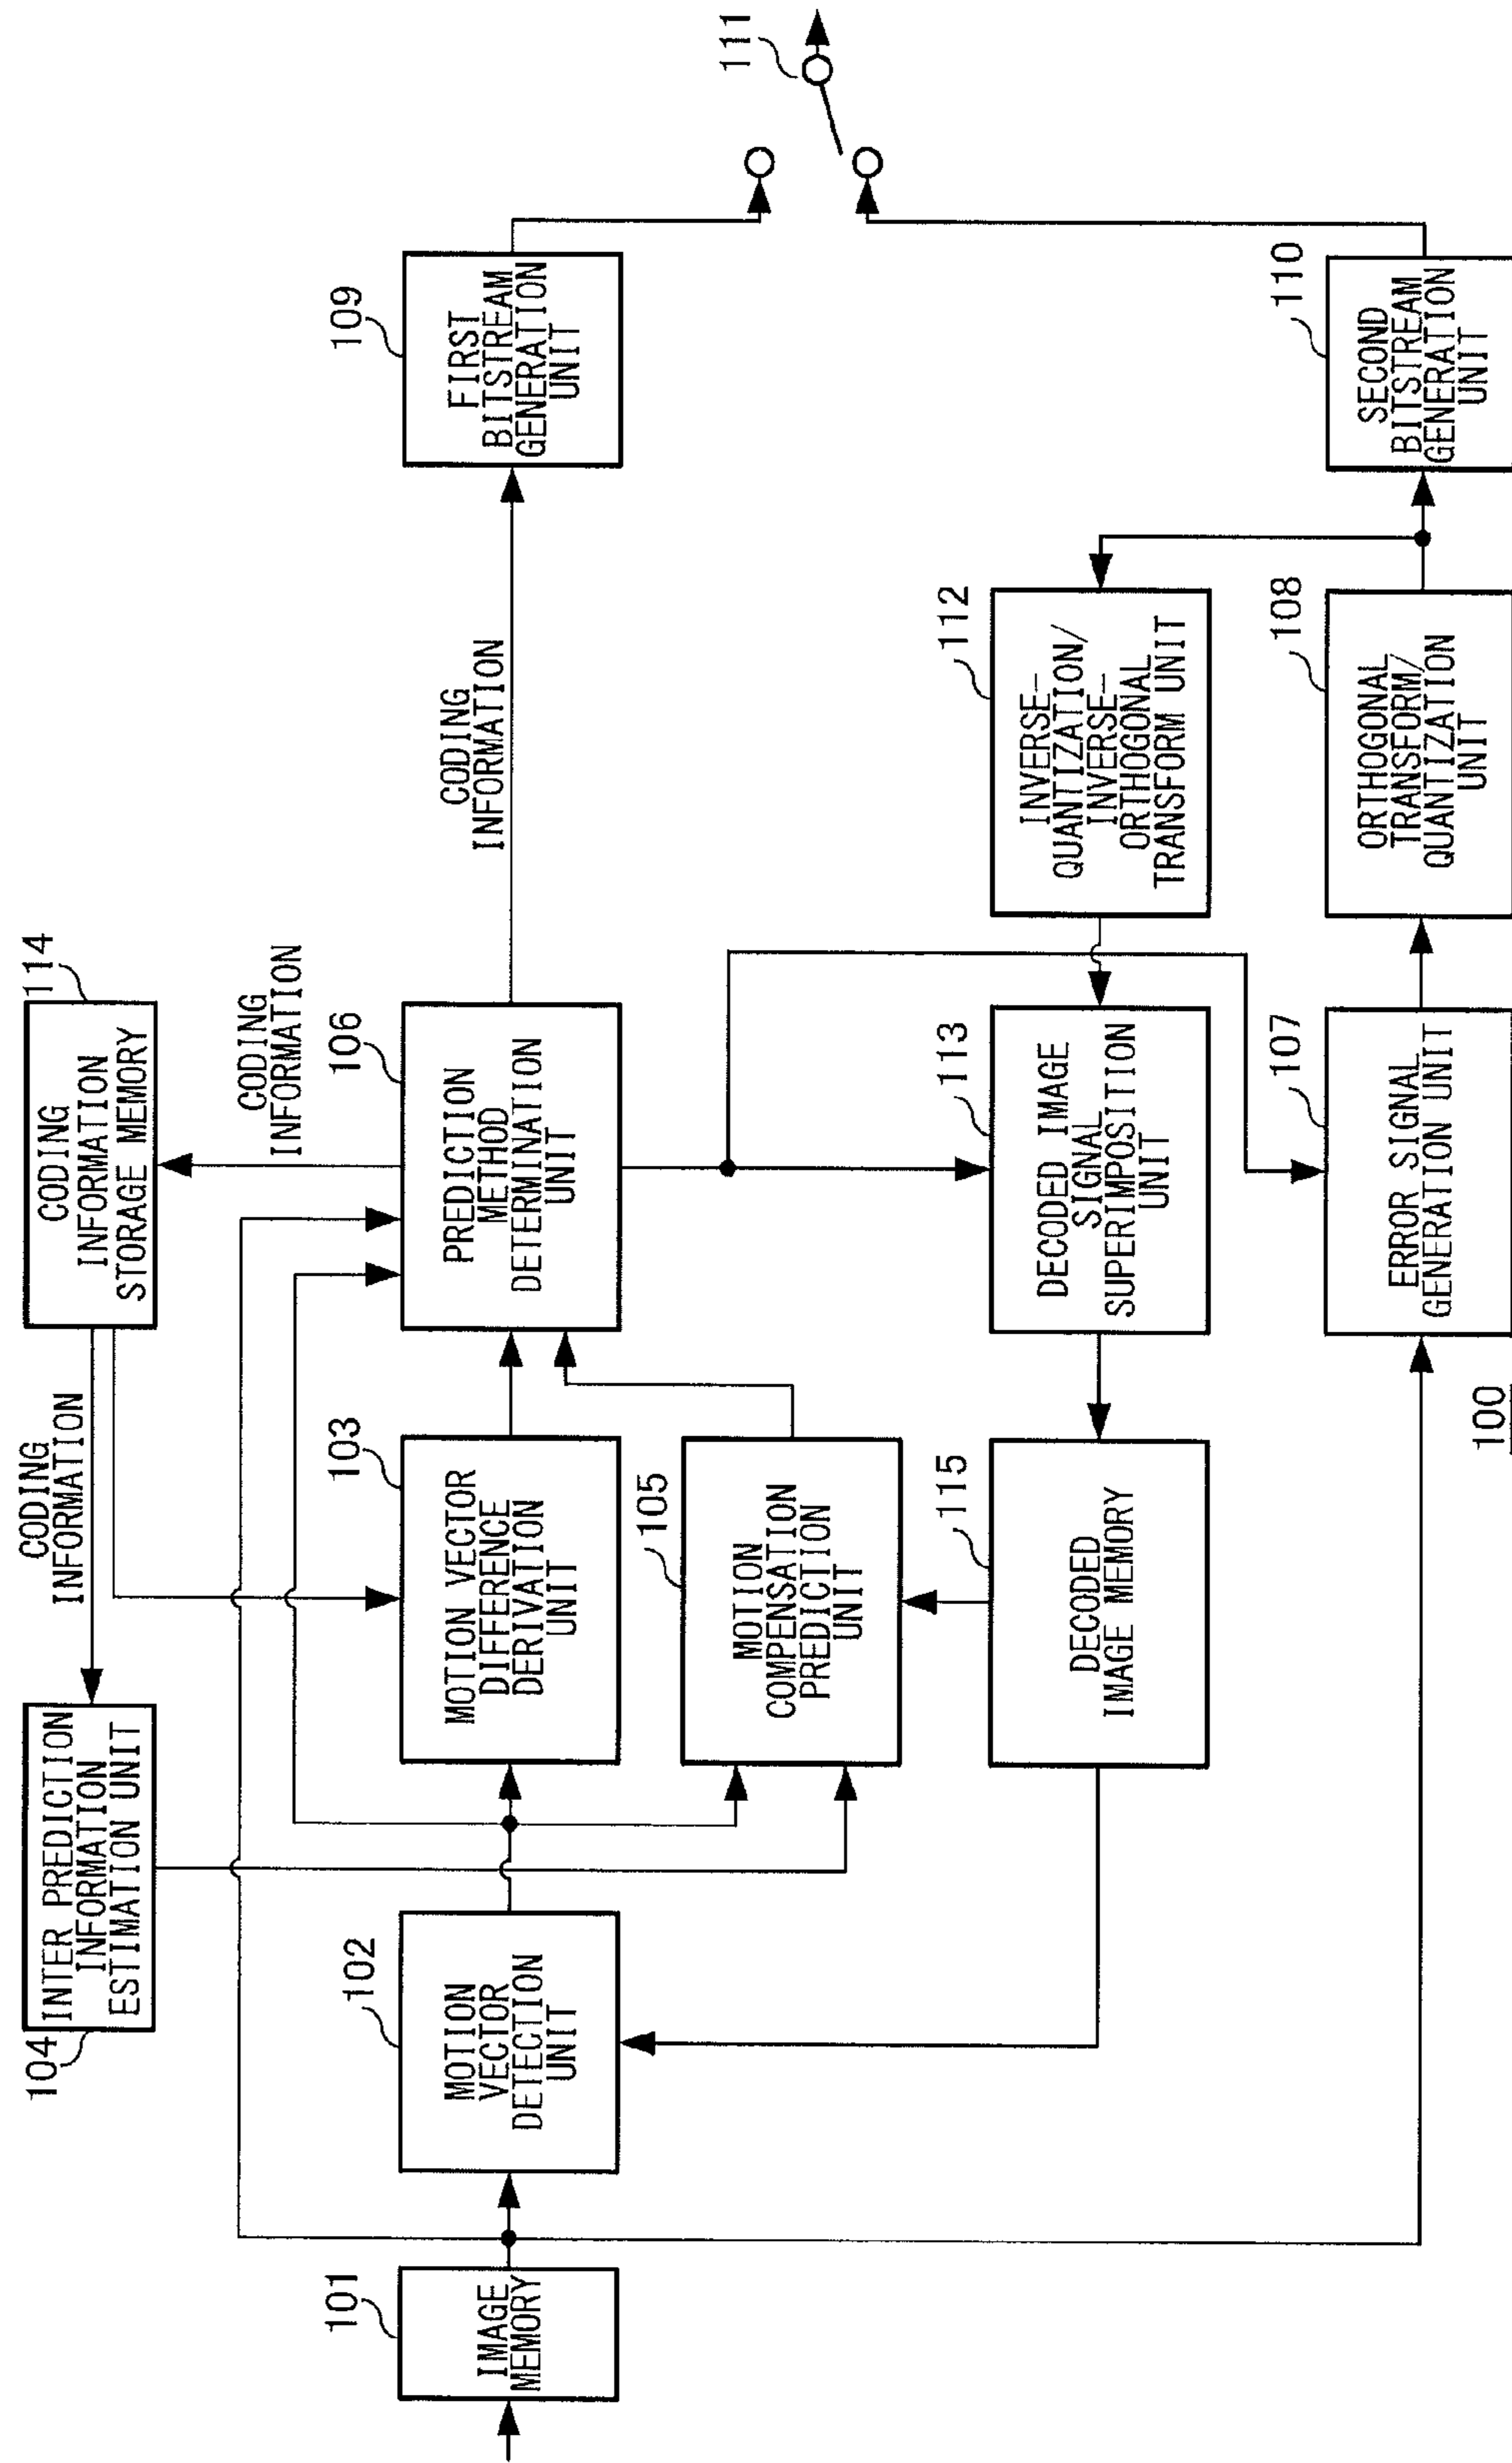 104
INTER PREDICTION
INFORMATION
ESTIMATION UNIT
CODING
INFORMATION
114
CODING
INFORMATION
STORAGE MEMORY
CODING
INFORMATION
101
IMAGE
MEMORY
102
MOTION
VECTOR
DETECTION
UNIT
103
MOTION VECTOR
DIFFERENCE
DERIVATION
UNIT
106
PREDICTION
METHOD
DETERMINATION
UNIT
CODING
INFORMATION
109
FIRST
BITSTREAM
GENERATION
UNIT
111
105
MOTION
COMPENSATION
PREDICTION
UNIT
115
DECODED
IMAGE MEMORY
113
DECODED IMAGE
SIGNAL
SUPERIMPOSITION
UNIT
112
INVERSE-
QUANTIZATION/
INVERSE-
ORTHOGONAL
TRANSFORM UNIT
107
ERROR SIGNAL
GENERATION UNIT
108
ORTHOGONAL
TRANSFORM/
QUANTIZATION
UNIT
110
SECOND
BITSTREAM
GENERATION
UNIT
100